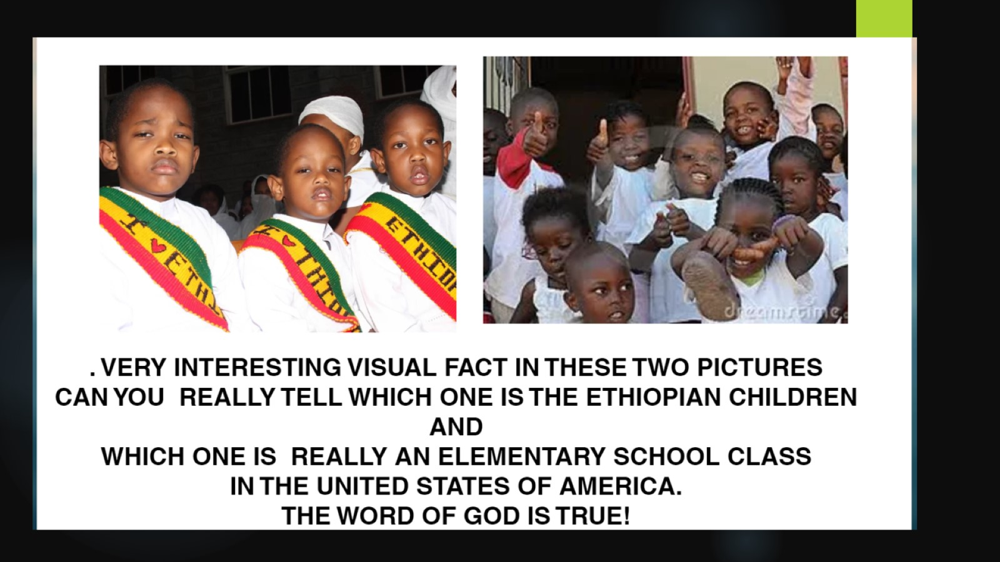 I ❤ ETHI
I ❤ THIOP
ETHIOP
dreamstime
. VERY INTERESTING VISUAL FACT IN THESE TWO PICTURES
CAN YOU REALLY TELL WHICH ONE IS THE ETHIOPIAN CHILDREN
AND
WHICH ONE IS REALLY AN ELEMENTARY SCHOOL CLASS
IN THE UNITED STATES OF AMERICA.
THE WORD OF GOD IS TRUE!